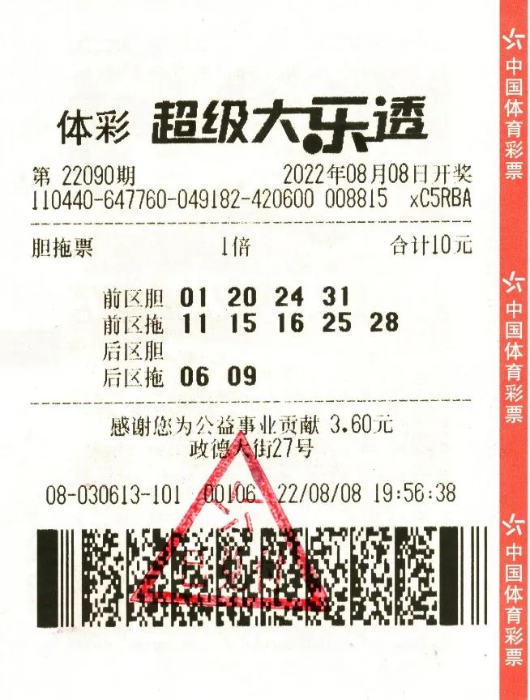 体彩 超级大乐透
第 22090期 2022年08月08日开奖
110440-647760-049182-420600 008815 xC5RBA
胆拖票 1倍 合计10元
前区胆 01 20 24 31
前区拖 11 15 16 25 28
后区胆
后区拖 06 09
感谢您为公益事业贡献 3.60元
政德大街27号
08-030613-101 00106 22/08/08 19:56:38
中国体育彩票
中国体育彩票
中国体育彩票